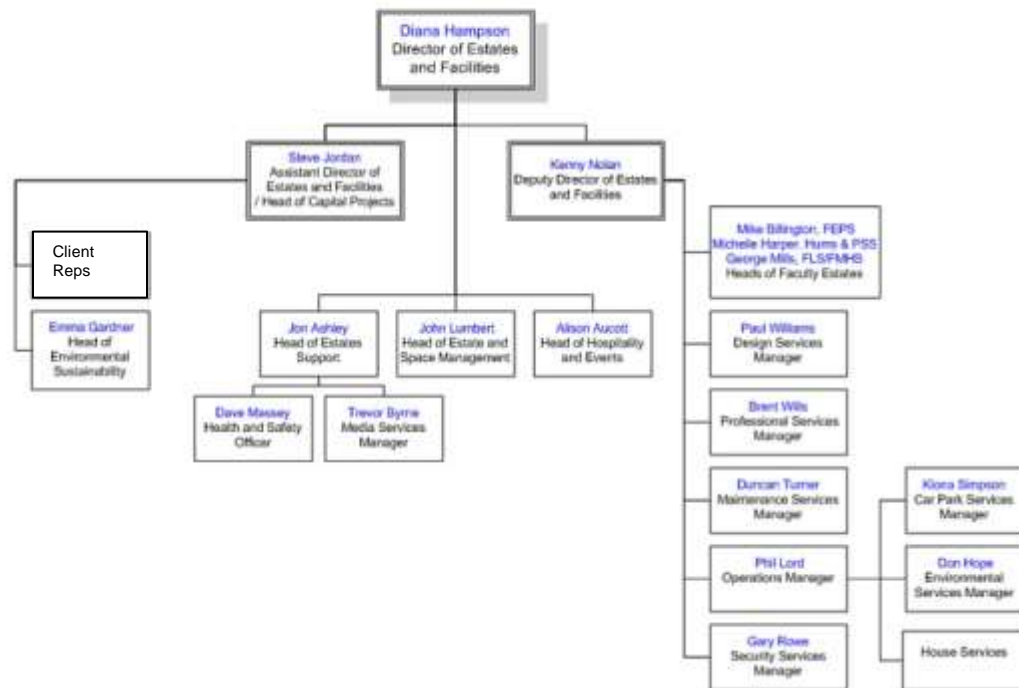 Diana Hampson
Director of Estates
and Facilities
Steve Jordan
Assistant Director of
Estates and Facilities
/ Head of Capital Projects
Kenny Nolan
Deputy Director of Estates
and Facilities
Client
Reps
Emma Gardner
Head of
Environmental
Sustainability
Jon Ashley
Head of Estates
Support
John Lumbert
Head of Estate and
Space Management
Alison Aucott
Head of Hospitality
and Events
Dave Massey
Health and Safety
Officer
Trevor Byrne
Media Services
Manager
Mike Billington, FEPS
Michelle Harper, Hums & PSS
George Mills, FLS/FMHS
Heads of Faculty Estates
Paul Williams
Design Services
Manager
Brent Wills
Professional Services
Manager
Duncan Turner
Maintenance Services
Manager
Phil Lord
Operations Manager
Gary Rowe
Security Services
Manager
Simpson
Car Park Services
Manager
Don Hope
Environmental
Services Manager
House Services